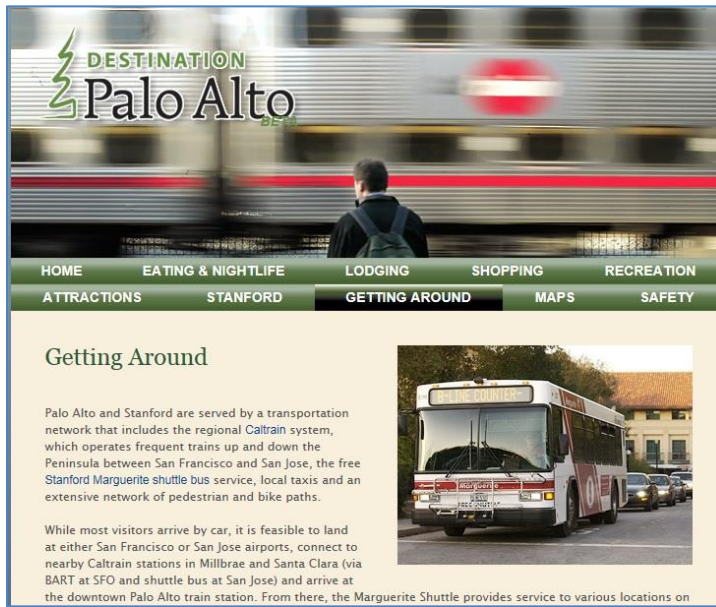 DESTINATION
Palo Alto
BETA
HOME EATING & NIGHTLIFE LODGING SHOPPING RECREATION
ATTRACTIONS STANFORD GETTING AROUND MAPS SAFETY
Getting Around
B-LINE COUNTER-
Marguerite
FREE SHUTTLE
Palo Alto and Stanford are served by a transportation
network that includes the regional Caltrain system,
which operates frequent trains up and down the
Peninsula between San Francisco and San Jose, the free
Stanford Marguerite shuttle bus service, local taxis and an
extensive network of pedestrian and bike paths.
While most visitors arrive by car, it is feasible to land
at either San Francisco or San Jose airports, connect to
nearby Caltrain stations in Millbrae and Santa Clara (via
BART at SFO and shuttle bus at San Jose) and arrive at
the downtown Palo Alto train station. From there, the Marguerite Shuttle provides service to various locations on